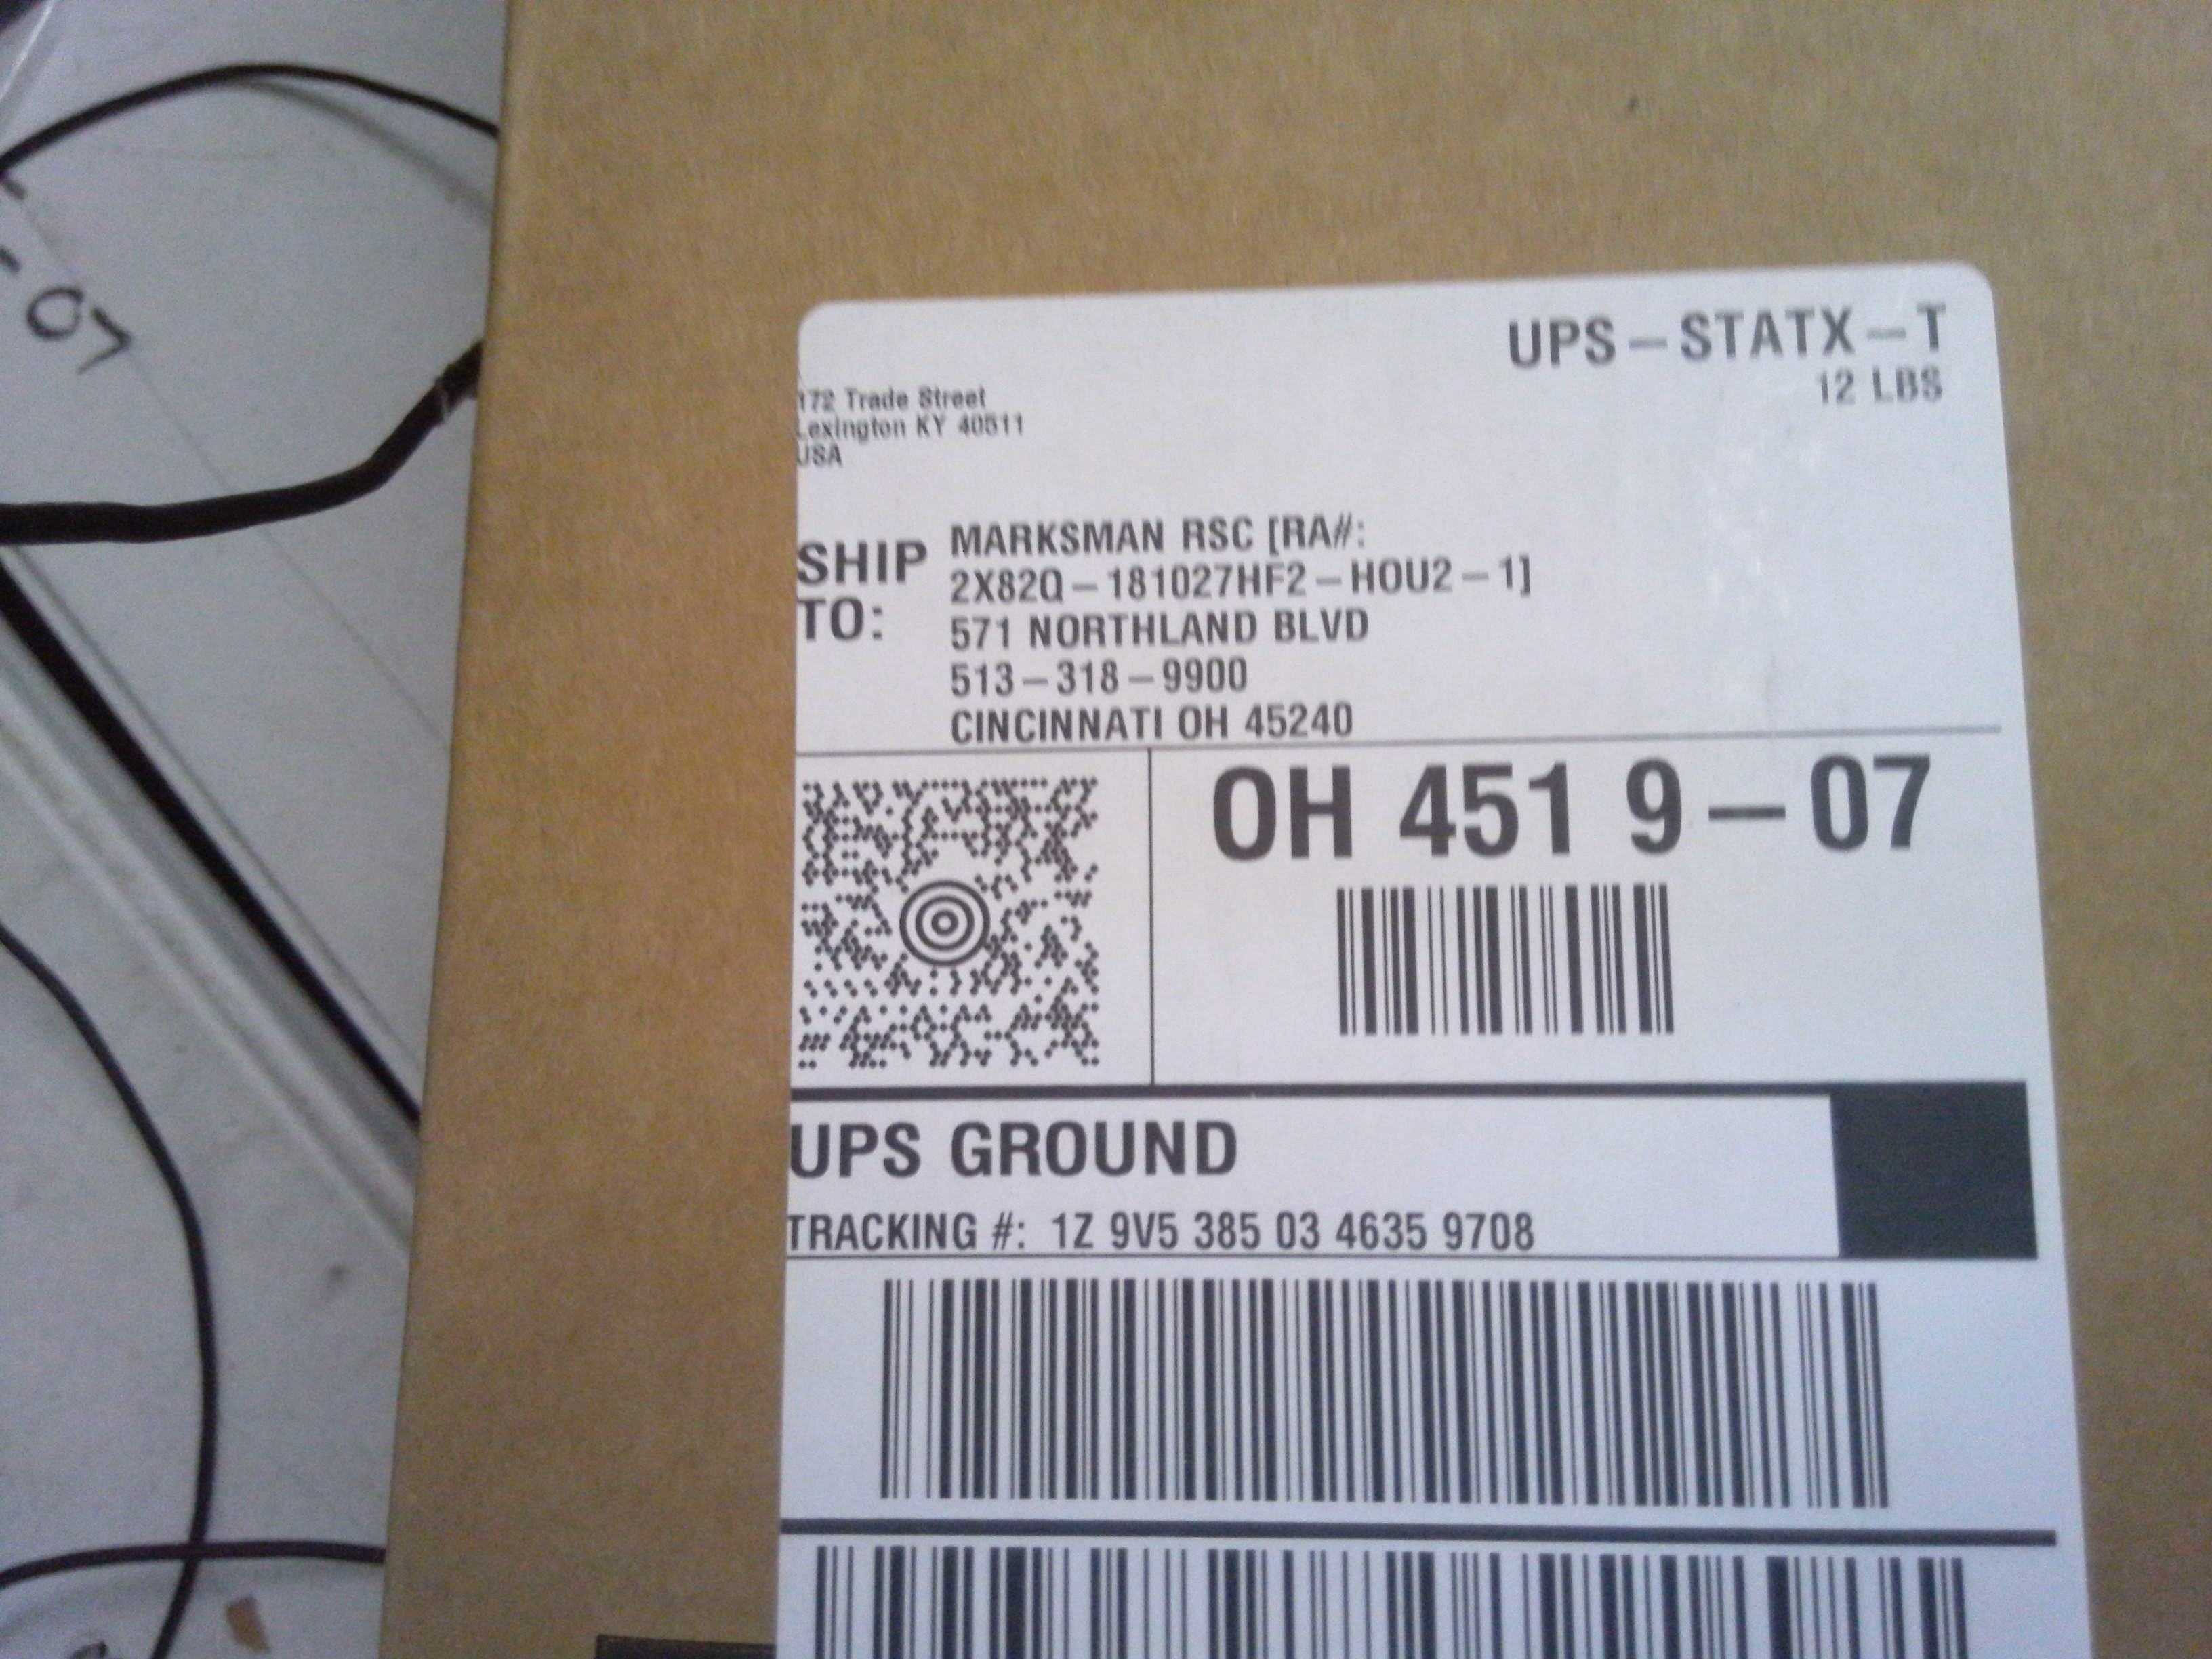 - 07
UPS – STATX – T
12 LBS
172 Trade Street
Lexington KY 40511
USA
SHIP TO:
MARKSMAN RSC [RA#:
2X82Q – 181027HF2 – HOU2 – 1]
571 NORTHLAND BLVD
513 – 318 – 9900
CINCINNATI OH 45240
OH 451 9 – 07
UPS GROUND
TRACKING #: 1Z 9V5 385 03 4635 9708